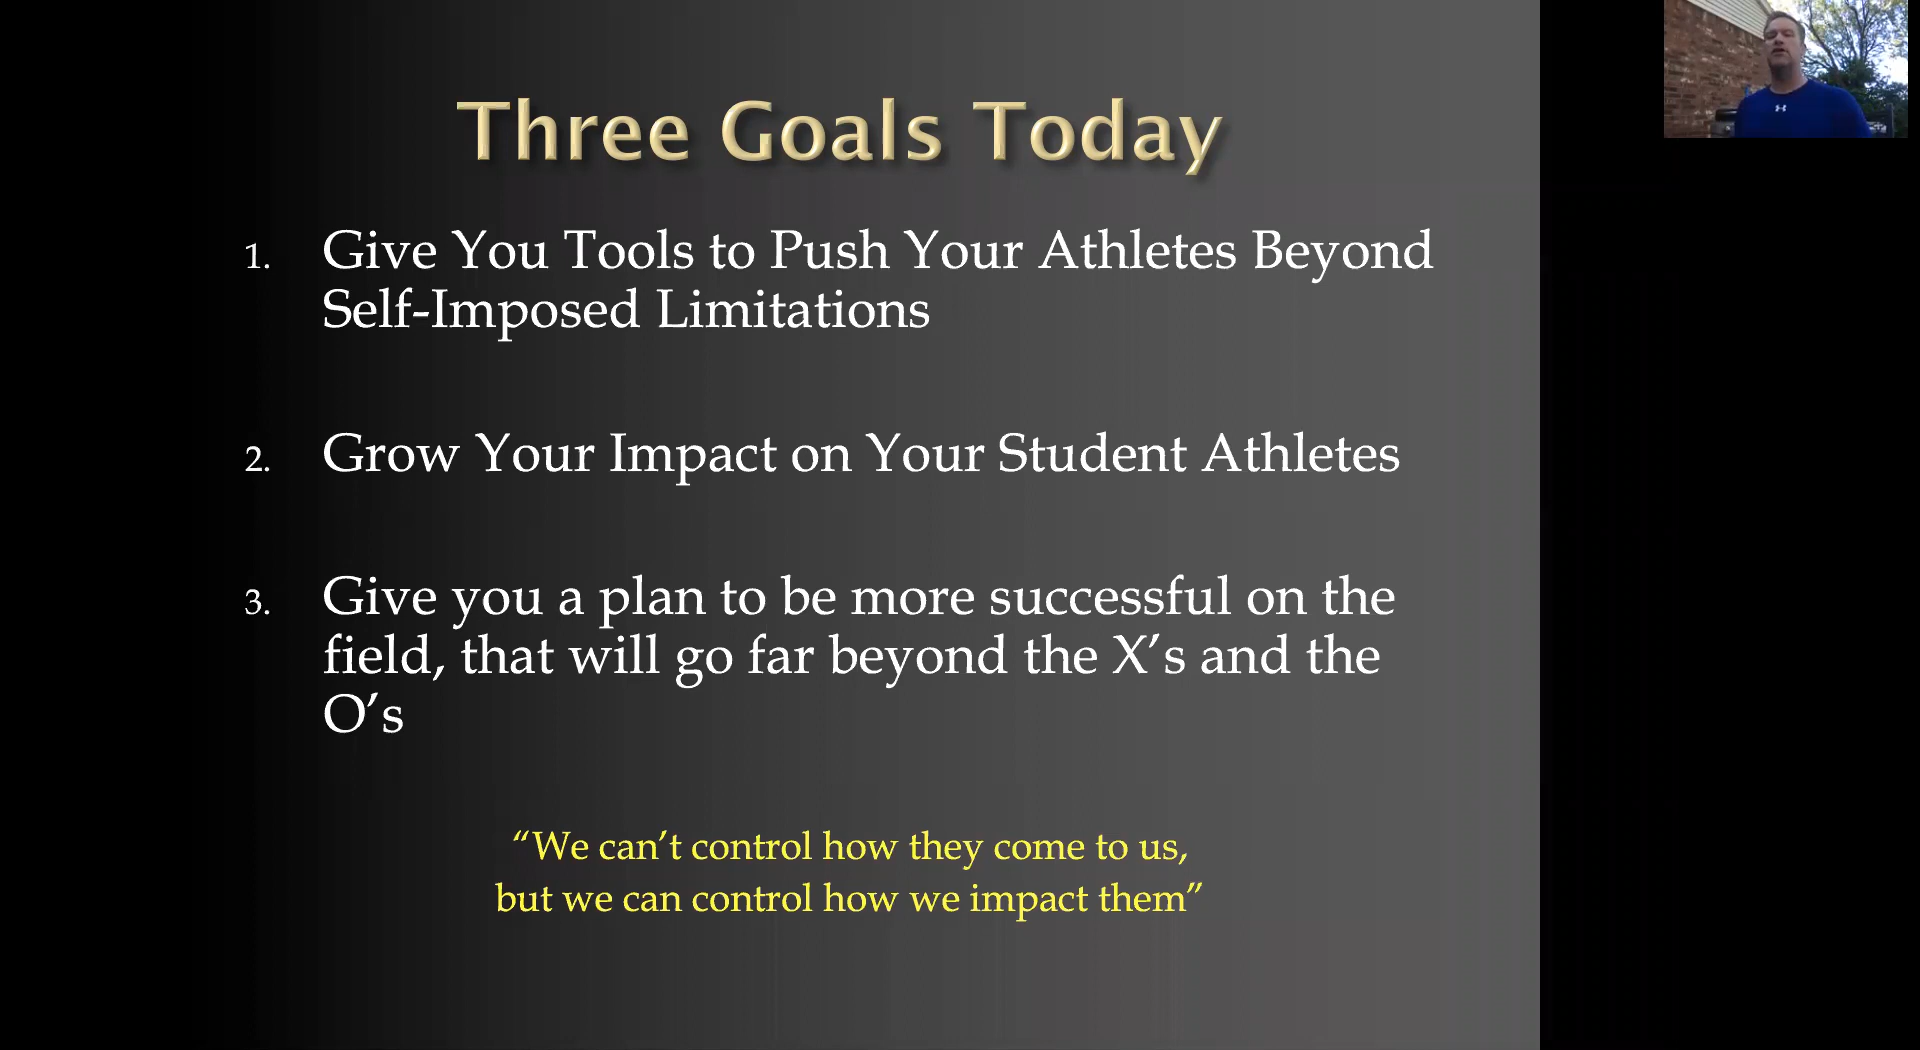 Three Goals Today
1. Give You Tools to Push Your Athletes Beyond
Self-Imposed Limitations
2. Grow Your Impact on Your Student Athletes
3. Give you a plan to be more successful on the
field, that will go far beyond the X’s and the
O’s
“We can’t control how they come to us,
but we can control how we impact them”